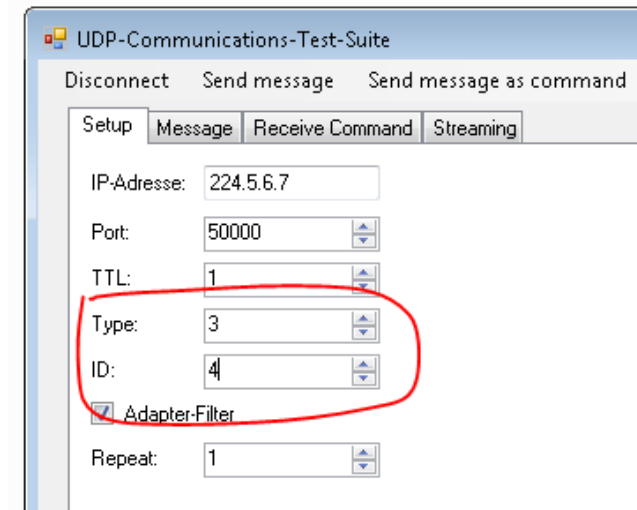 UDP-Communications-Test-Suite
Disconnect Send message Send message as command
Setup Message Receive Command Streaming
IP-Adresse: 224.5.6.7
Port: 50000
TTL: 1
Type: 3
ID: 4
Adapter-Filter
Repeat: 1